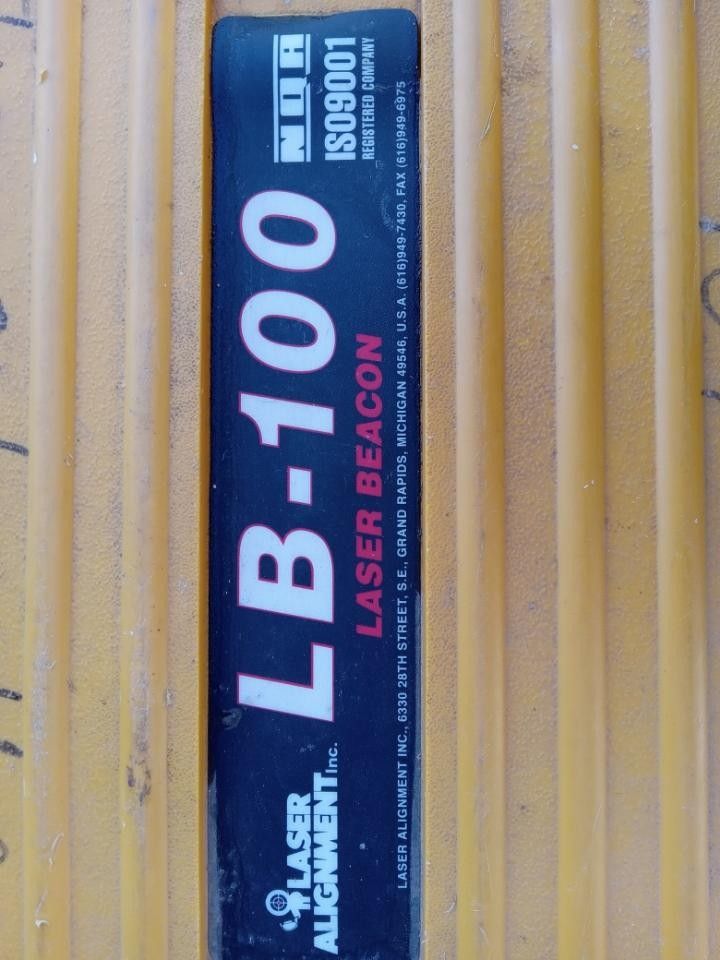 LASER
ALIGNMENT Inc.
LB-100
LASER BEACON
NQA
ISO9001
REGISTERED COMPANY
LASER ALIGNMENT INC., 6330 28TH STREET, S.E., GRAND RAPIDS, MICHIGAN 49546, U.S.A. (616)949-7430, FAX (616)949-6975